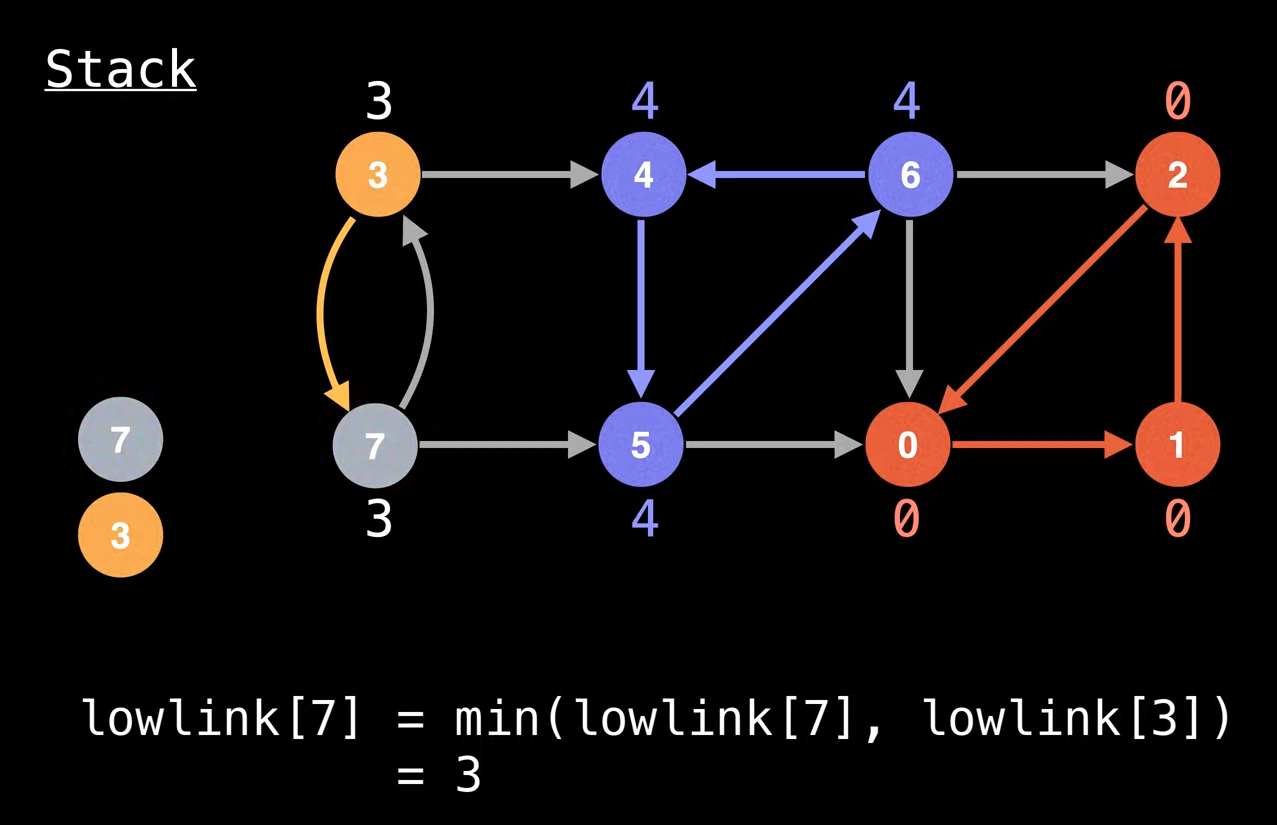 Stack
3 4 4 0
3 4 6 2
7 7 5 0 1
3 4 0 0
3
lowlink[7] = min(lowlink[7], lowlink[3])
= 3